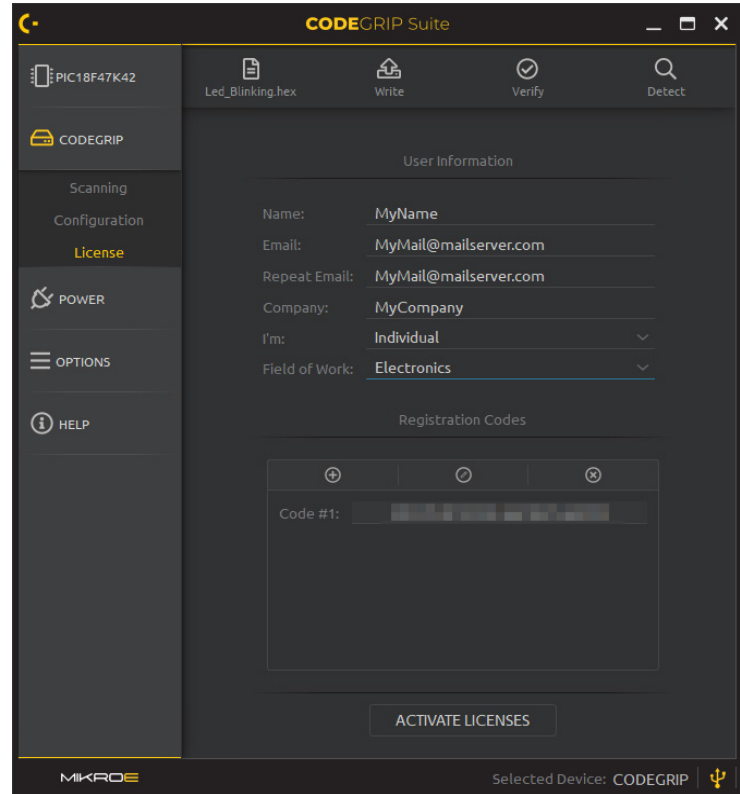 CODEGRIP Suite
PIC18F47K42
Led_Blinking.hex
Write
Verify
Detect
CODEGRIP
Scanning
Configuration
License
POWER
OPTIONS
HELP
User Information
Name: MyName
Email: MyMail@mailserver.com
Repeat Email: MyMail@mailserver.com
Company: MyCompany
I'm: Individual
Field of Work: Electronics
Registration Codes
Code #1:
ACTIVATE LICENSES
MIKROE
Selected Device: CODEGRIP